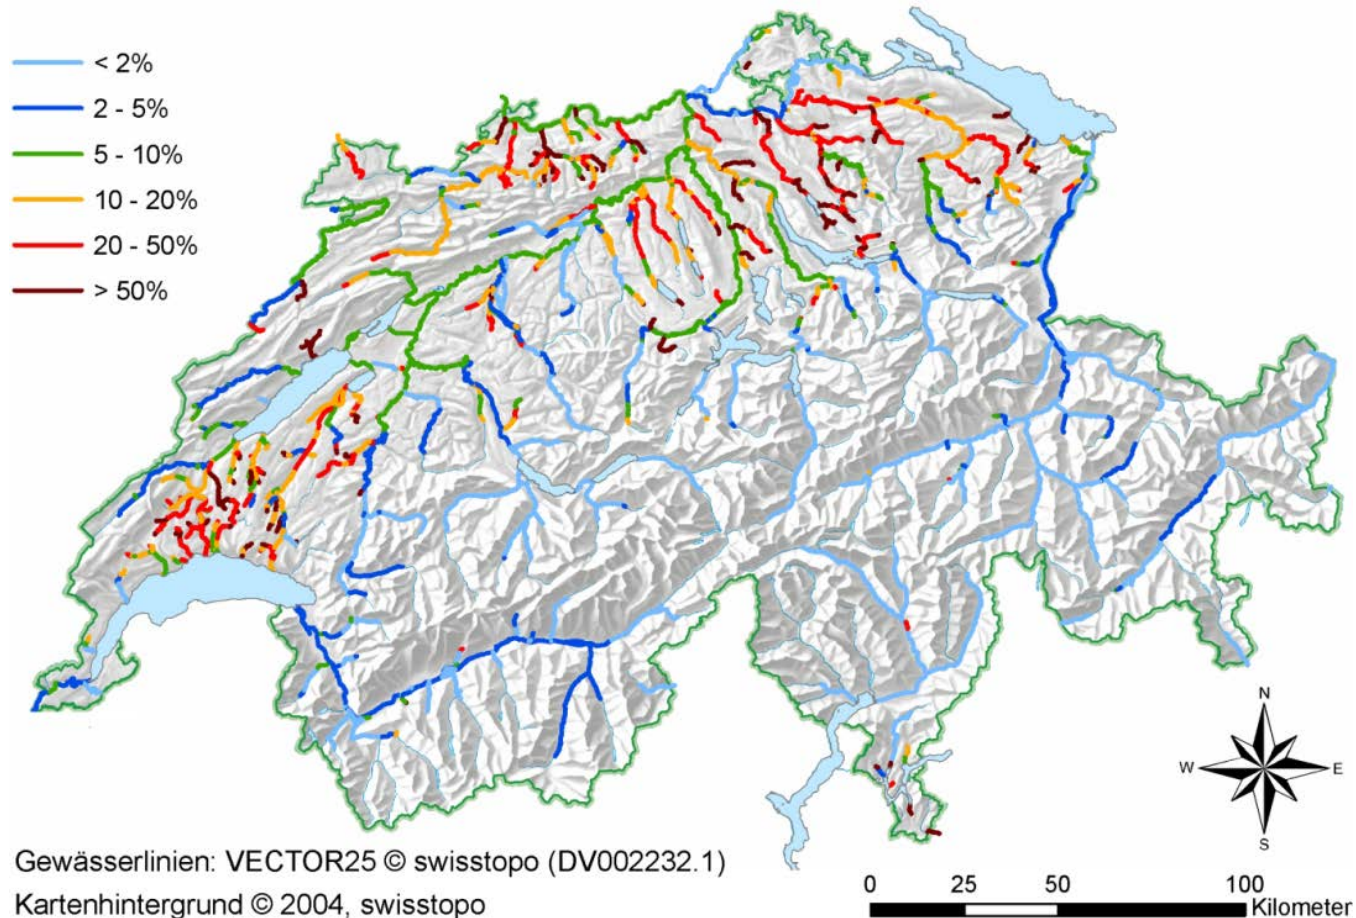 < 2%
2 - 5%
5 - 10%
10 - 20%
20 - 50%
> 50%
N
W E
S
Gewässerlinien: VECTOR25 © swisstopo (DV002232.1)
Kartenhintergrund © 2004, swisstopo
0 25 50 100
Kilometer